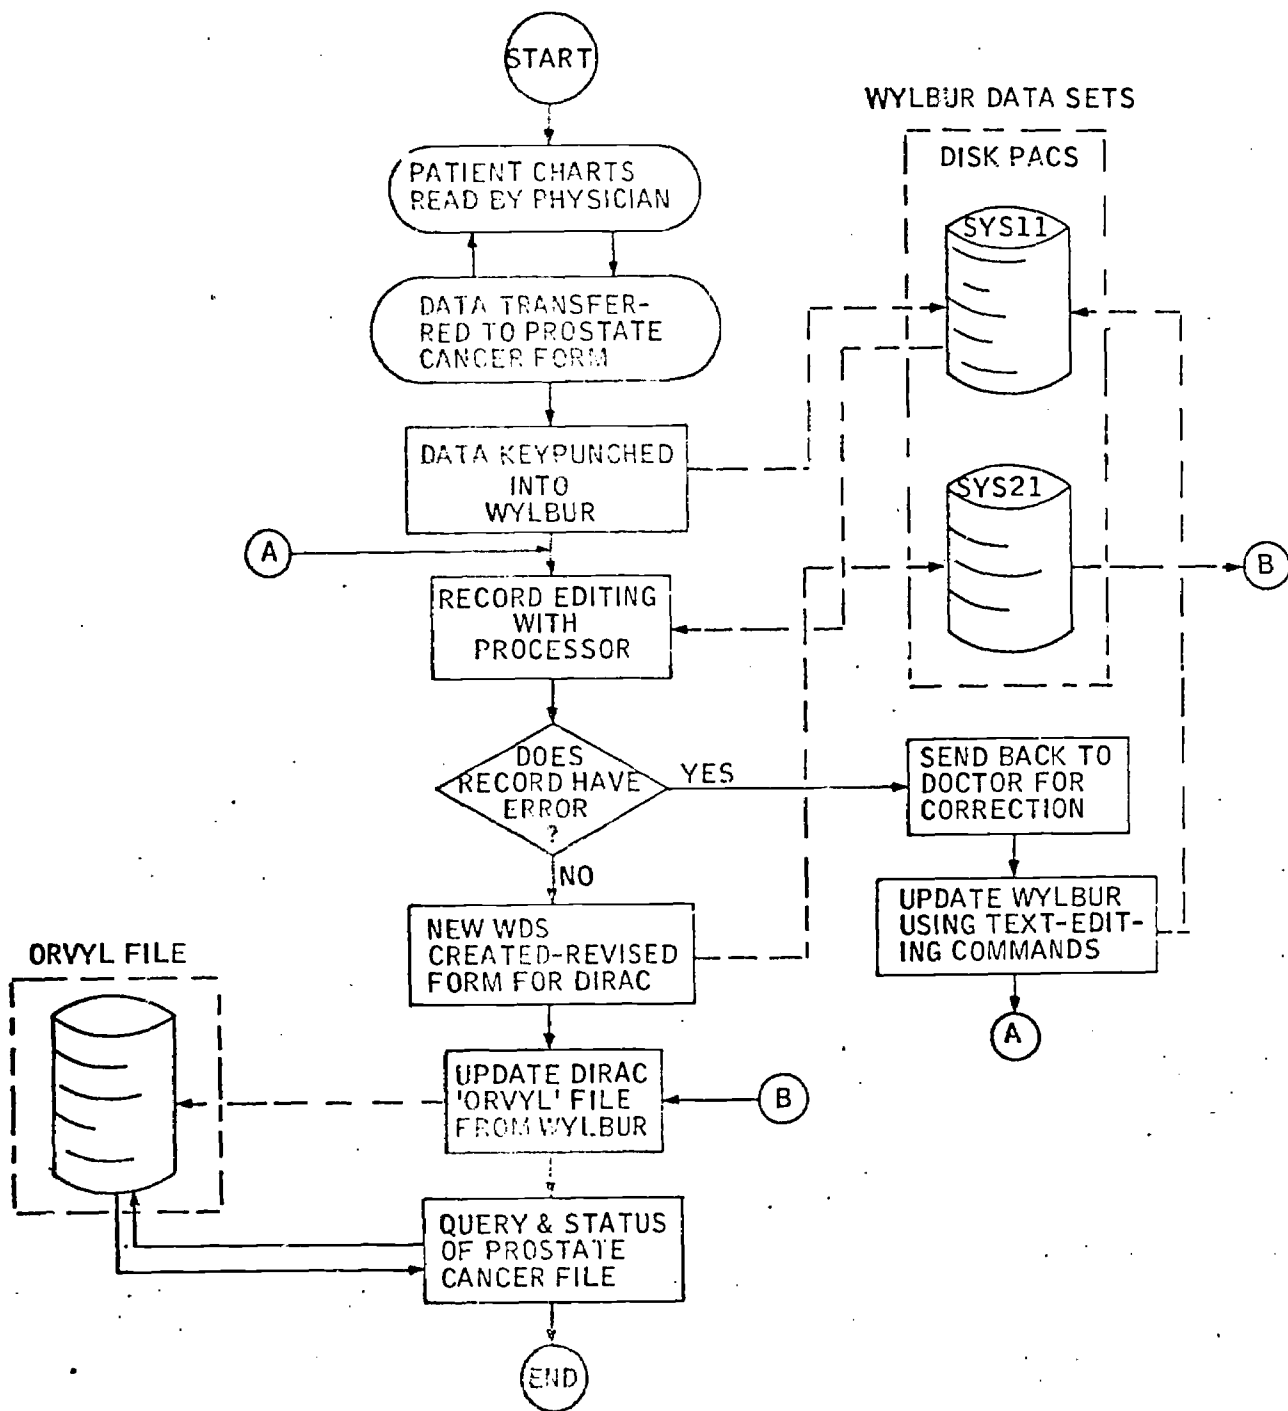 START
PATIENT CHARTS
READ BY PHYSICIAN
DATA TRANSFER-
RED TO PROSTATE
CANCER FORM
DATA KEYPUNCHED
INTO
WYLBUR
A
RECORD EDITING
WITH
PROCESSOR
DOES
RECORD HAVE
ERROR
?
YES
NO
NEW WDS
CREATED-REVISED
FORM FOR DIRAC
UPDATE DIRAC
'ORVYL' FILE
FROM WYLBUR
B
QUERY & STATUS
OF PROSTATE
CANCER FILE
END
ORVYL FILE
WYLBUR DATA SETS
DISK PACS
SYS11
SYS21
B
SEND BACK TO
DOCTOR FOR
CORRECTION
UPDATE WYLBUR
USING TEXT-EDIT-
ING COMMANDS
A